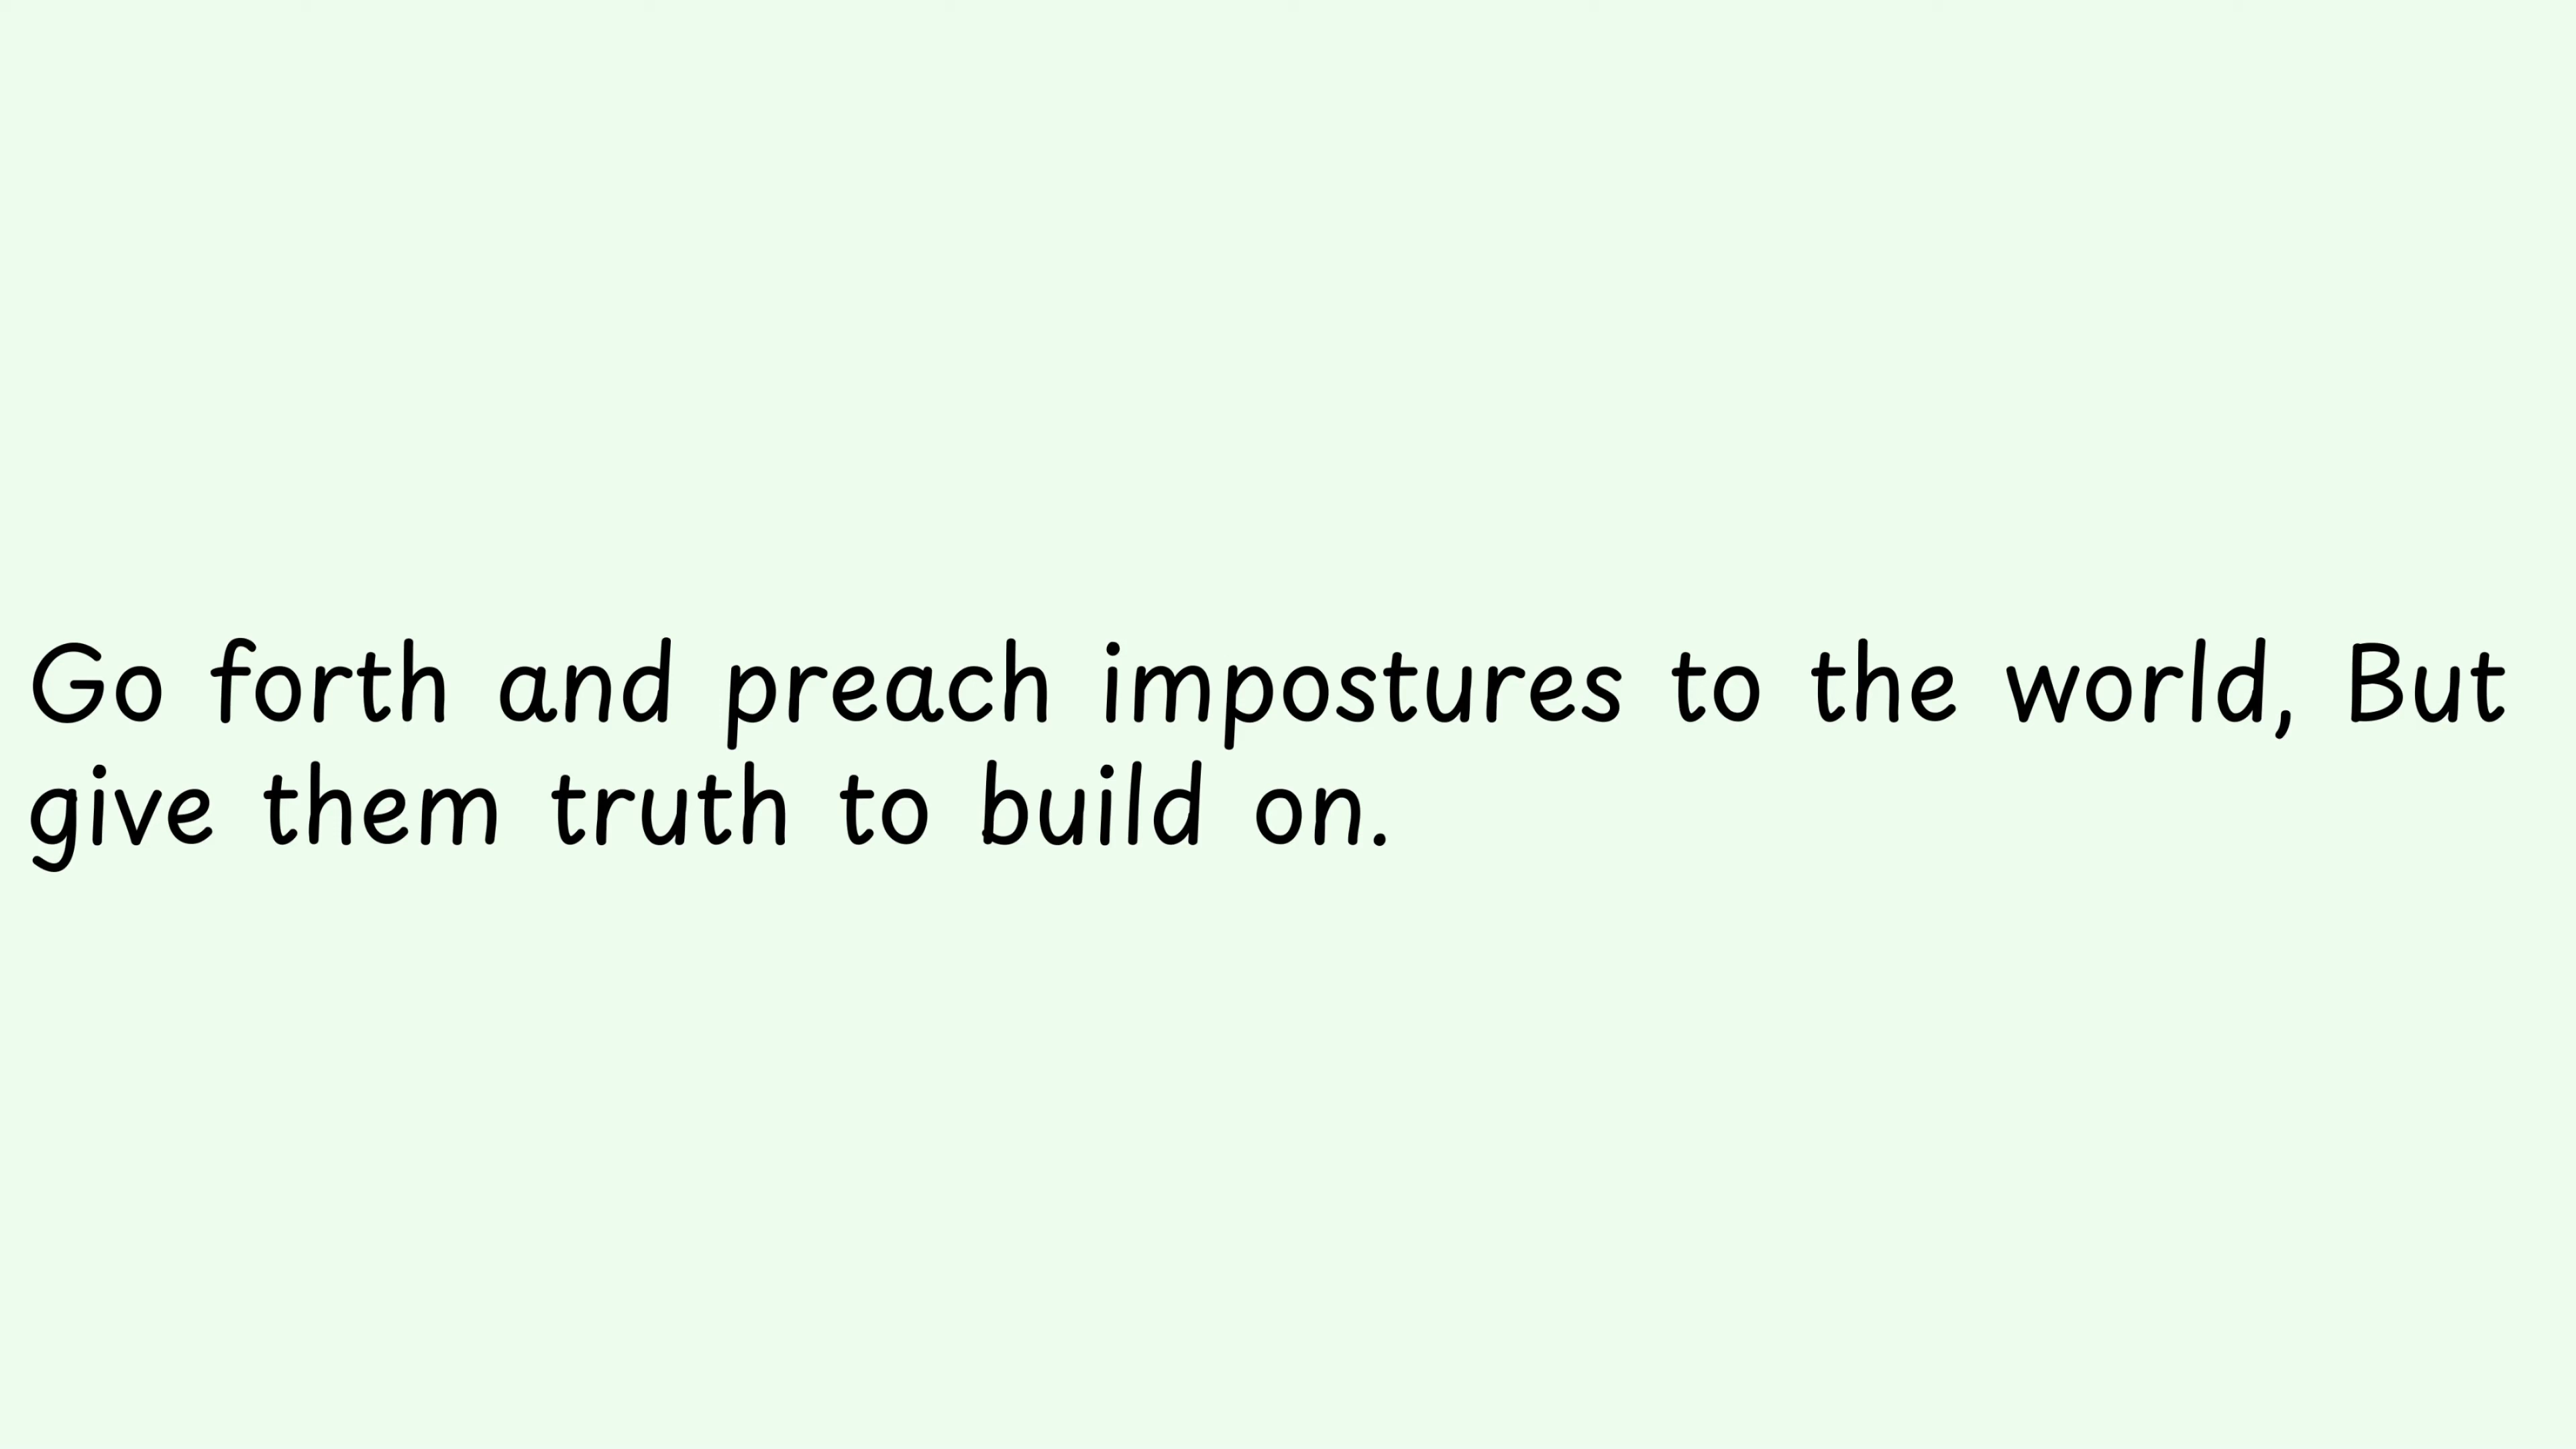 Go forth and preach impostures to the world, But
give them truth to build on.